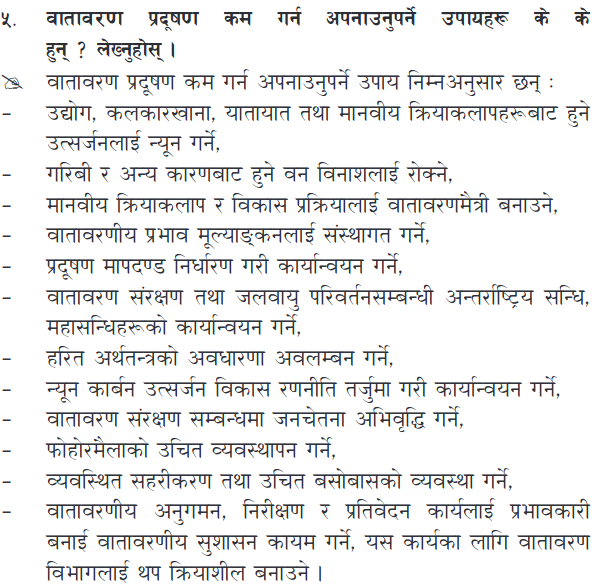 ५. वातावरण प्रदूषण कम गर्न अपनाउनुपर्ने उपायहरू के के
हुन् ? लेख्नुहोस् ।
वातावरण प्रदूषण कम गर्न अपनाउनुपर्ने उपाय निम्नअनुसार छन् :
- उद्योग, कलकारखाना, यातायात तथा मानवीय क्रियाकलापहरूबाट हुने
उत्सर्जनलाई न्यून गर्ने,
- गरिबी र अन्य कारणबाट हुने वन विनाशलाई रोक्ने,
- मानवीय क्रियाकलाप र विकास प्रक्रियालाई वातावरणमैत्री बनाउने,
- वातावरणीय प्रभाव मूल्याङ्कनलाई संस्थागत गर्ने,
- प्रदूषण मापदण्ड निर्धारण गरी कार्यान्वयन गर्ने,
- वातावरण संरक्षण तथा जलवायु परिवर्तनसम्बन्धी अन्तर्राष्ट्रिय सन्धि,
महासन्धिहरूको कार्यान्वयन गर्ने,
- हरित अर्थतन्त्रको अवधारणा अवलम्बन गर्ने,
- न्यून कार्बन उत्सर्जन विकास रणनीति तर्जुमा गरी कार्यान्वयन गर्ने,
- वातावरण संरक्षण सम्बन्धमा जनचेतना अभिवृद्धि गर्ने,
- फोहोरमैलाको उचित व्यवस्थापन गर्ने,
- व्यवस्थित सहरीकरण तथा उचित बसोबासको व्यवस्था गर्ने,
- वातावरणीय अनुगमन, निरीक्षण र प्रतिवेदन कार्यलाई प्रभावकारी
बनाई वातावरणीय सुशासन कायम गर्ने, यस कार्यका लागि वातावरण
विभागलाई थप क्रियाशील बनाउने ।